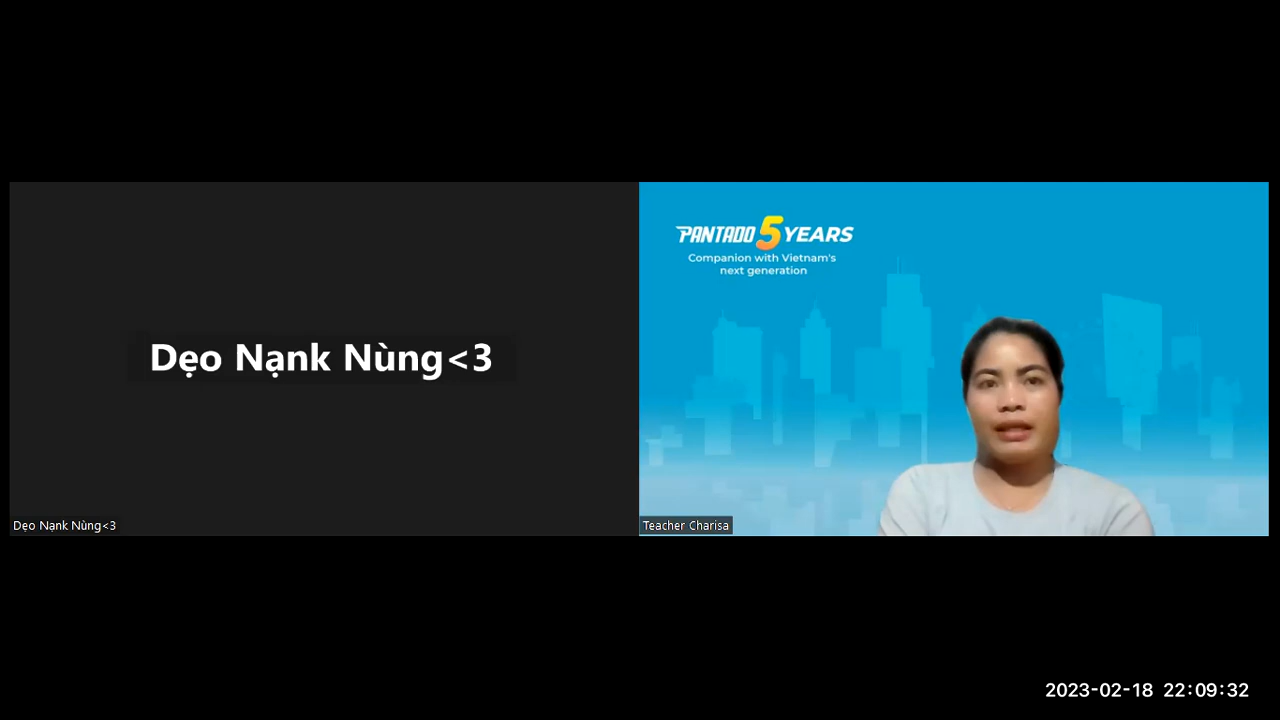 Dẹo Nạnk Nùng<3
Dẹo Nạnk Nùng<3
PANTADO 5 YEARS
Companion with Vietnam's
next generation
Teacher Charisa
2023-02-18 22:09:32